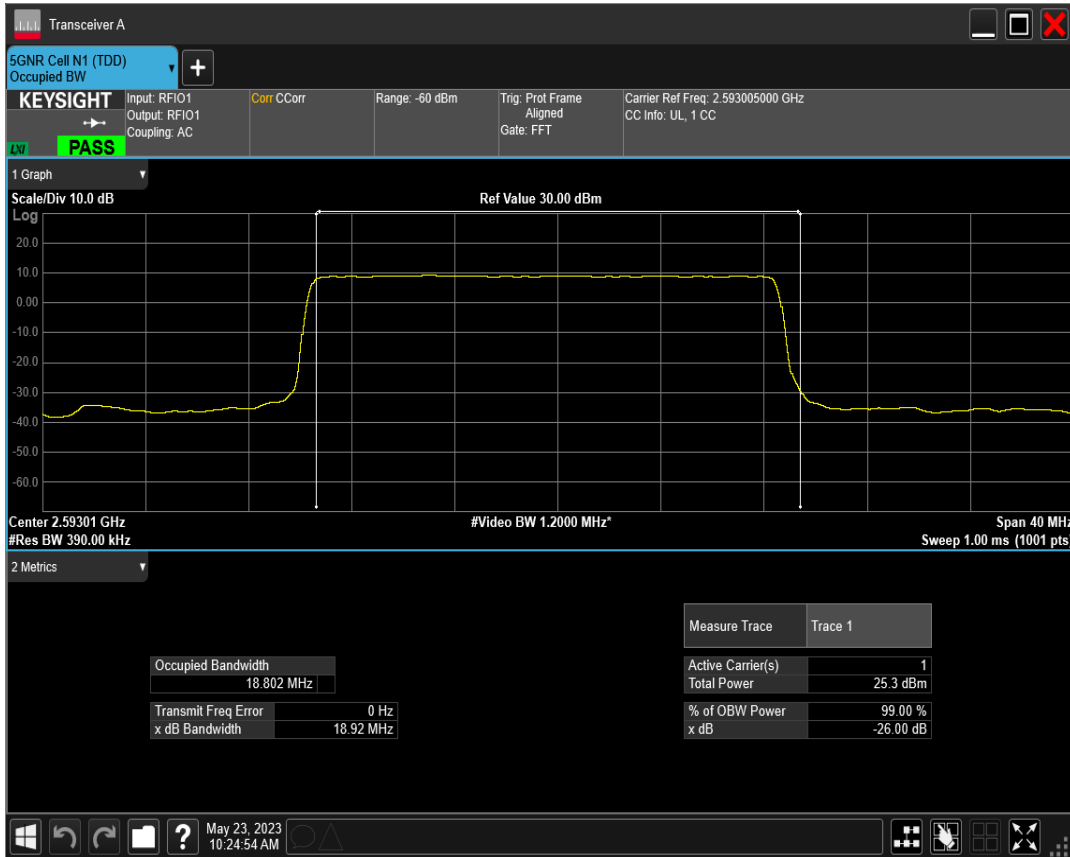 Transceiver A
5GNR Cell N1 (TDD)
Occupied BW
+
KEYSIGHT
LXI
PASS
Input: RFIO1
Output: RFIO1
Coupling: AC
Corr CCorr
Range: -60 dBm
Trig: Prot Frame
Aligned
Gate: FFT
Carrier Ref Freq: 2.593005000 GHz
CC Info: UL, 1 CC
1 Graph
Scale/Div 10.0 dB
Ref Value 30.00 dBm
Log
20.0
10.0
0.00
-10.0
-20.0
-30.0
-40.0
-50.0
-60.0
Center 2.59301 GHz
#Video BW 1.2000 MHz*
Span 40 MHz
#Res BW 390.00 kHz
Sweep 1.00 ms (1001 pts)
2 Metrics
Measure Trace Trace 1
Occupied Bandwidth
18.802 MHz
Active Carrier(s) 1
Total Power 25.3 dBm
Transmit Freq Error 0 Hz
x dB Bandwidth 18.92 MHz
% of OBW Power 99.00 %
x dB -26.00 dB
?
May 23, 2023
10:24:54 AM